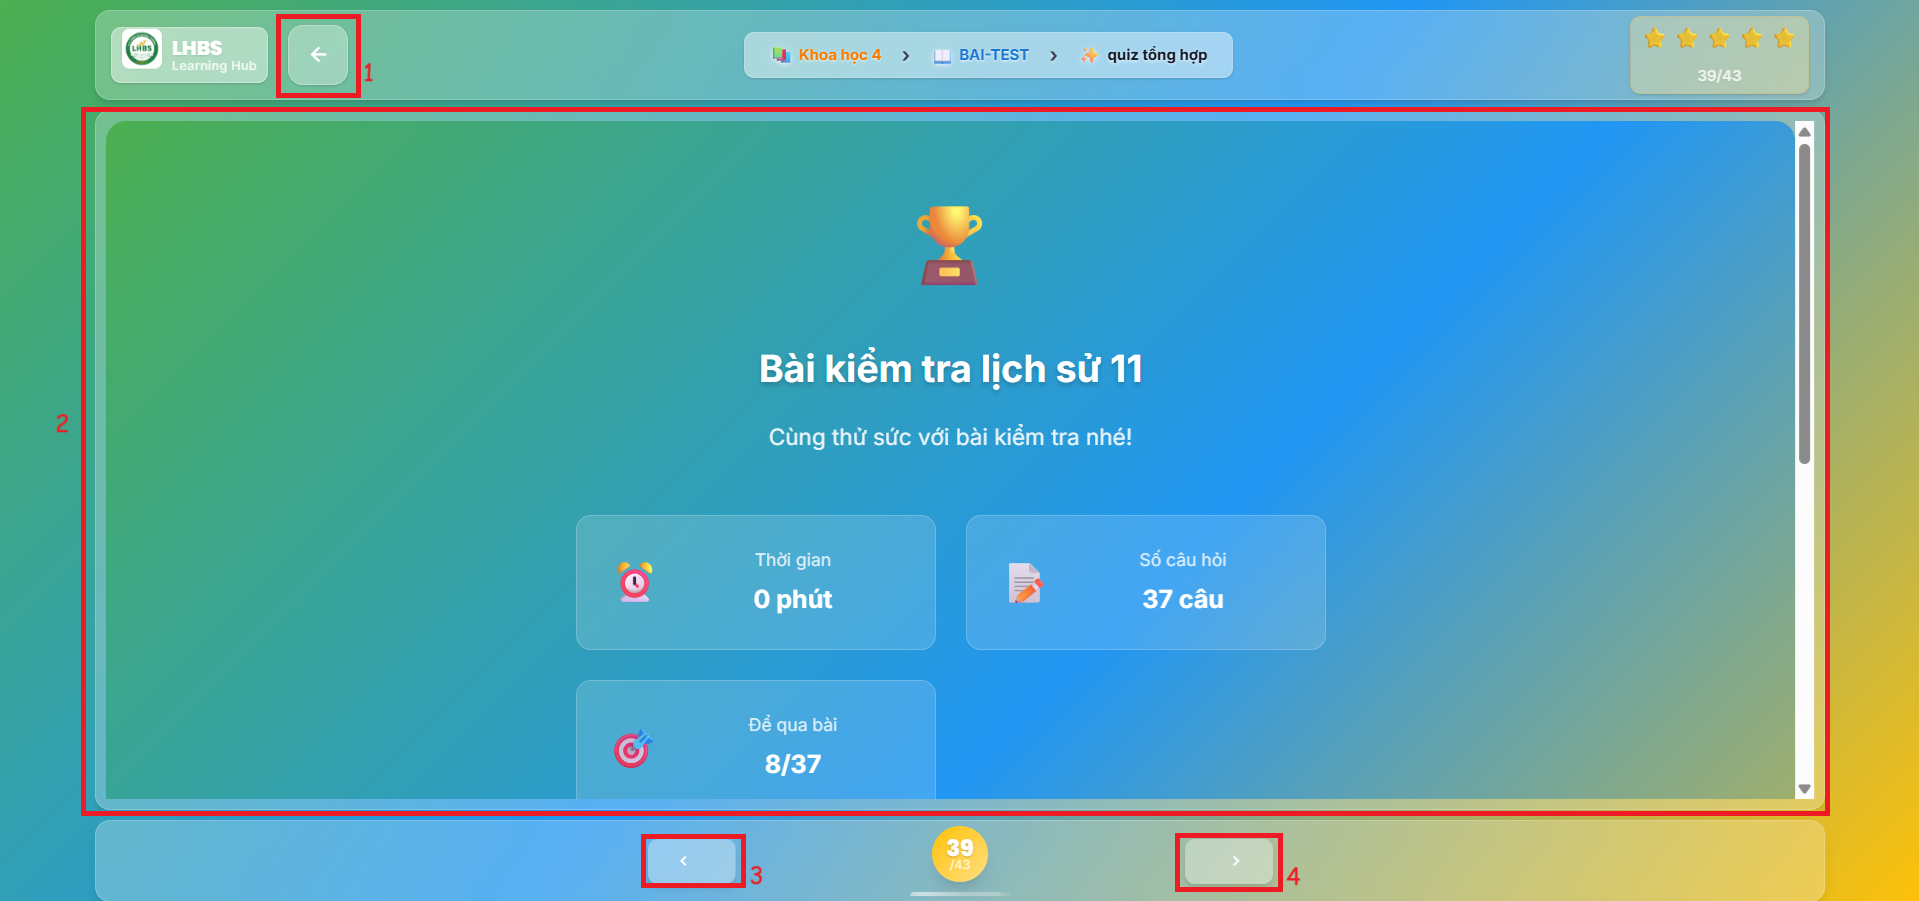 LHBS
LHBS
Learning Hub
1
Khoa học 4 › BAI-TEST › quiz tổng hợp
39/43
2
Bài kiểm tra lịch sử 11
Cùng thử sức với bài kiểm tra nhé!
Thời gian
0 phút
Số câu hỏi
37 câu
Để qua bài
8/37
3
39
/43
4